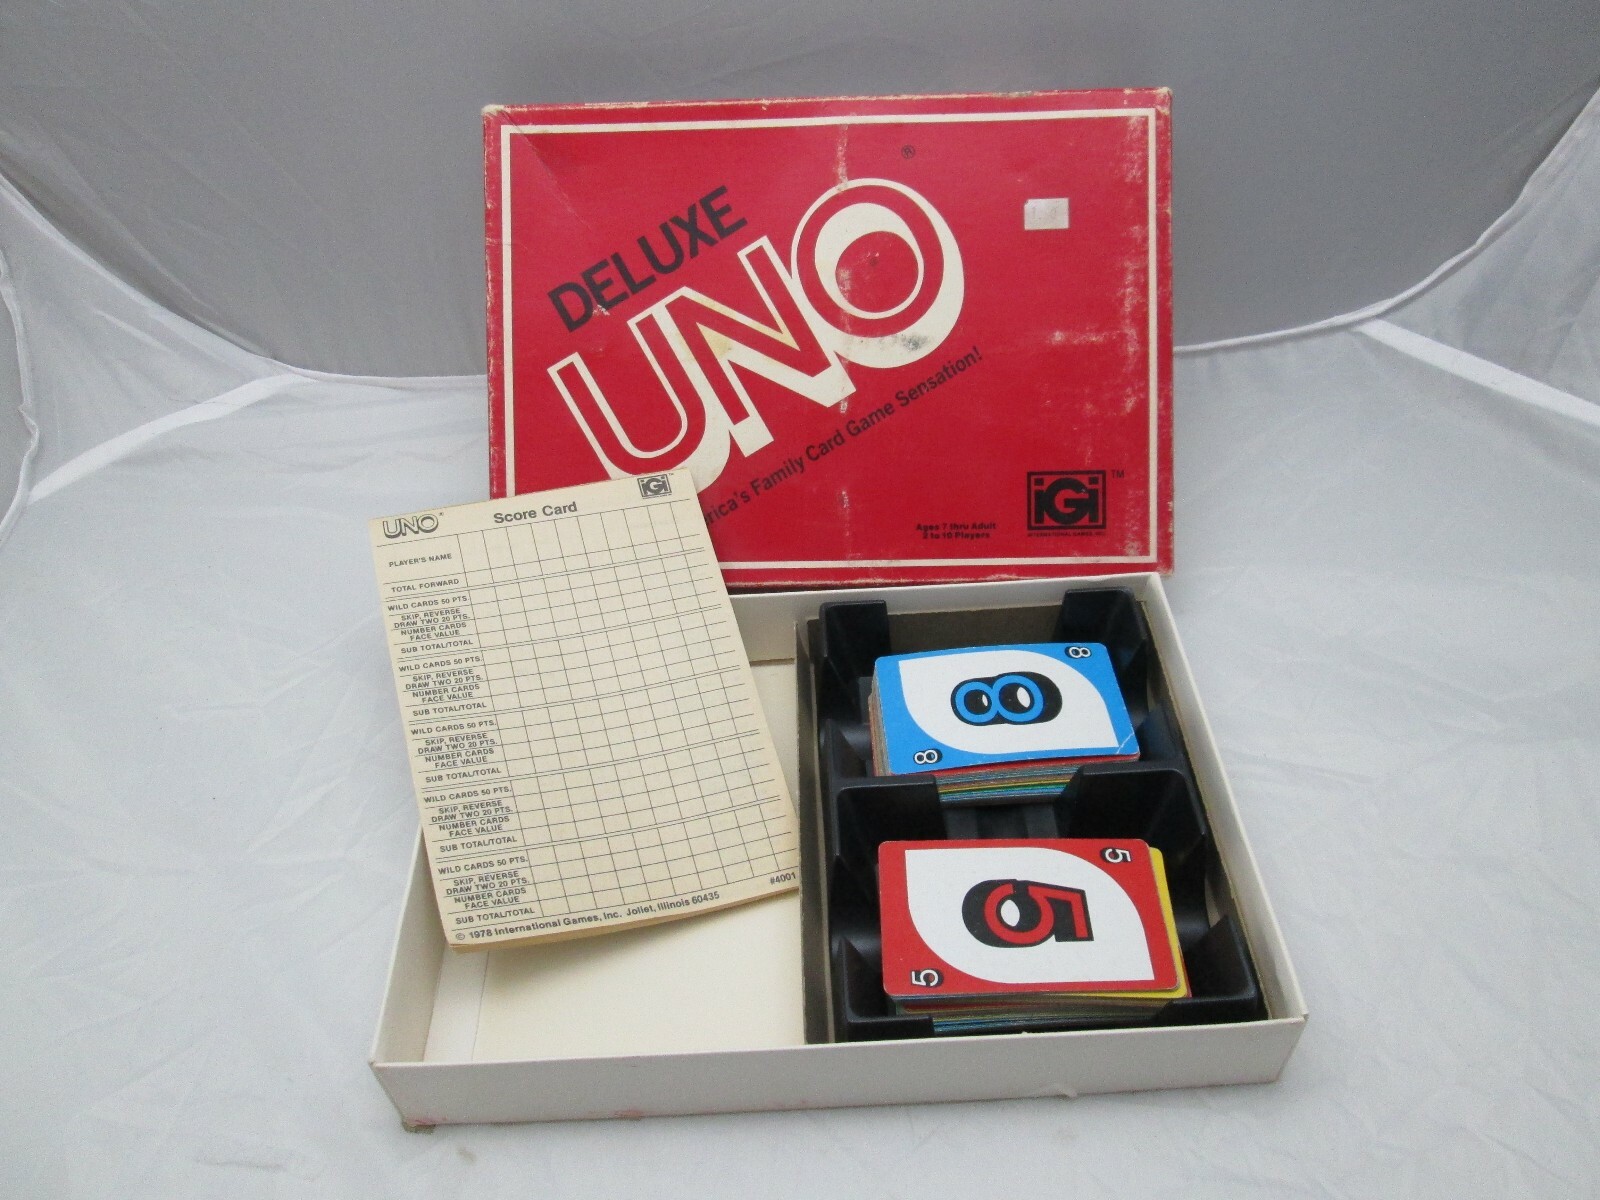 DELUXE
UNO®
rica's Family Card Game Sensation!
Ages 7 thru Adult
2 to 10 Players
iGi™
INTERNATIONAL GAMES, INC.
UNO®
Score Card
iGi™
PLAYER'S NAME
TOTAL FORWARD
WILD CARDS 50 PTS.
SKIP, REVERSE
DRAW TWO 20 PTS.
NUMBER CARDS
FACE VALUE
SUB TOTAL/TOTAL
WILD CARDS 50 PTS.
SKIP, REVERSE
DRAW TWO 20 PTS.
NUMBER CARDS
FACE VALUE
SUB TOTAL/TOTAL
WILD CARDS 50 PTS.
SKIP, REVERSE
DRAW TWO 20 PTS.
NUMBER CARDS
FACE VALUE
SUB TOTAL/TOTAL
WILD CARDS 50 PTS.
SKIP, REVERSE
DRAW TWO 20 PTS.
NUMBER CARDS
FACE VALUE
SUB TOTAL/TOTAL
WILD CARDS 50 PTS.
SKIP, REVERSE
DRAW TWO 20 PTS.
NUMBER CARDS
FACE VALUE
SUB TOTAL/TOTAL
#4001
© 1978 International Games, Inc. Joliet, Illinois 60435
8
8
8
5
5
5